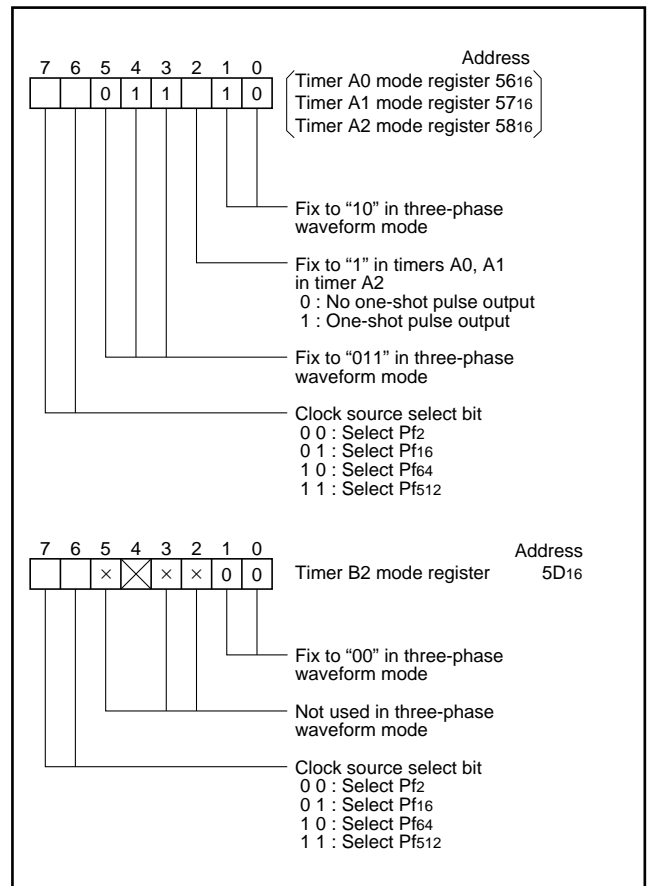 Address
7 6 5 4 3 2 1 0
Timer A0 mode register 5616
0 1 1 1 0
Timer A1 mode register 5716
Timer A2 mode register 5816
Fix to “10” in three-phase
waveform mode
Fix to “1” in timers A0, A1
in timer A2
0 : No one-shot pulse output
1 : One-shot pulse output
Fix to “011” in three-phase
waveform mode
Clock source select bit
0 0 : Select Pf2
0 1 : Select Pf16
1 0 : Select Pf64
1 1 : Select Pf512
7 6 5 4 3 2 1 0
Address
× × × 0 0
Timer B2 mode register 5D16
Fix to “00” in three-phase
waveform mode
Not used in three-phase
waveform mode
Clock source select bit
0 0 : Select Pf2
0 1 : Select Pf16
1 0 : Select Pf64
1 1 : Select Pf512